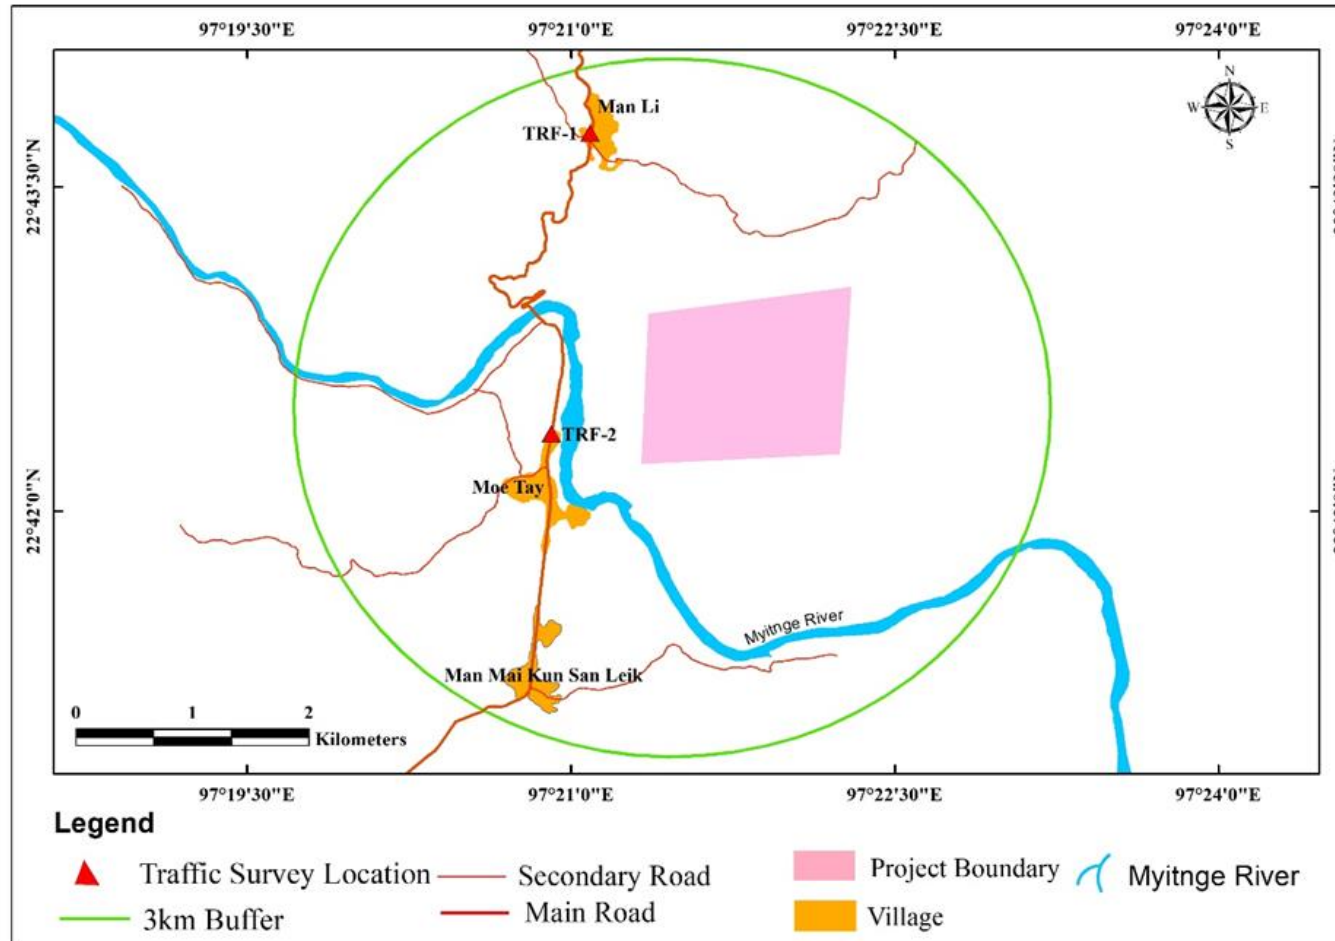 97°19'30"E 97°21'0"E 97°22'30"E 97°24'0"E
N
W E
S
Man Li
TRF-1
22°43'30"N
TRF-2
Moe Tay
22°42'0"N
Myitnge River
Man Mai Kun San Leik
0 1 2
Kilometers
97°19'30"E 97°21'0"E 97°22'30"E 97°24'0"E
Legend
Traffic Survey Location
Secondary Road
Project Boundary
Myitnge River
3km Buffer
Main Road
Village